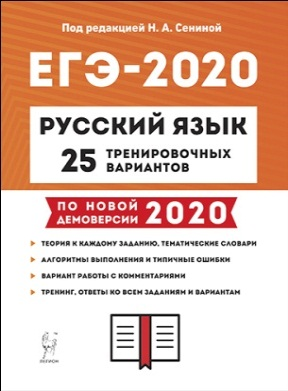 Под редакцией Н. А. Сениной
ЕГЭ-2020
РУССКИЙ ЯЗЫК
25 ТРЕНИРОВОЧНЫХ
ВАРИАНТОВ
ПО НОВОЙ
ДЕМОВЕРСИИ 2020
ТЕОРИЯ К КАЖДОМУ ЗАДАНИЮ, ТЕМАТИЧЕСКИЕ СЛОВАРИ
АЛГОРИТМЫ ВЫПОЛНЕНИЯ И ТИПИЧНЫЕ ОШИБКИ
ВАРИАНТ РАБОТЫ С КОММЕНТАРИЯМИ
ТРЕНИНГ, ОТВЕТЫ КО ВСЕМ ЗАДАНИЯМ И ВАРИАНТАМ
ЛЕГИОН